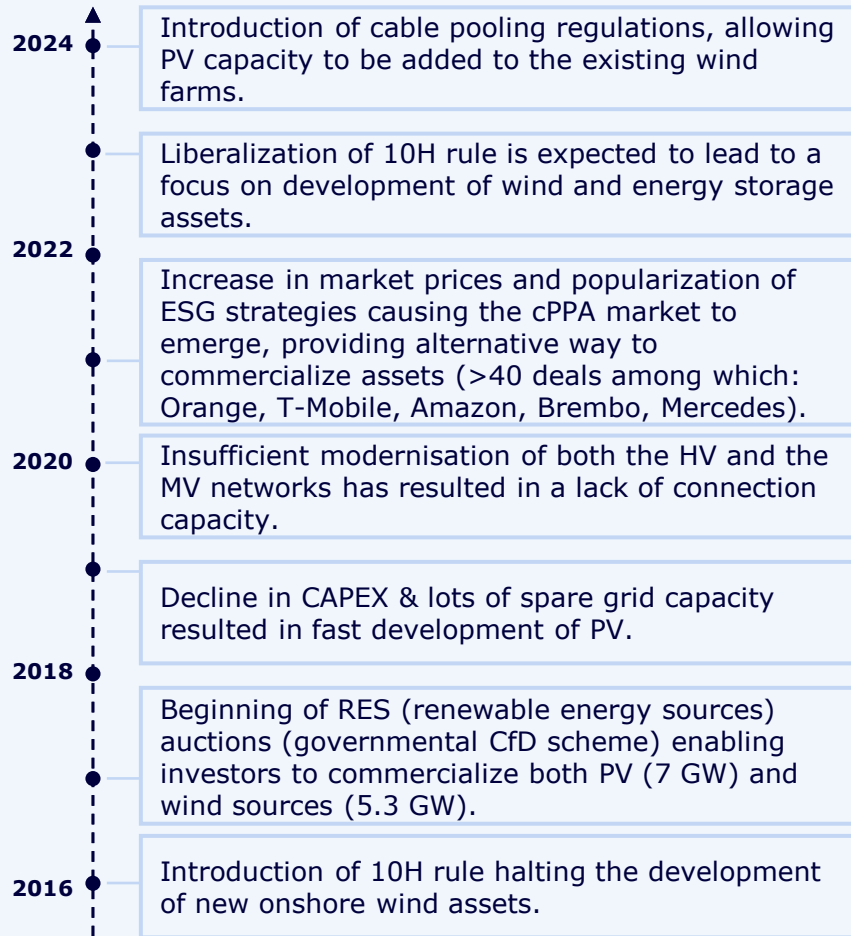 2024
Introduction of cable pooling regulations, allowing
PV capacity to be added to the existing wind
farms.
Liberalization of 10H rule is expected to lead to a
focus on development of wind and energy storage
assets.
2022
Increase in market prices and popularization of
ESG strategies causing the cPPA market to
emerge, providing alternative way to
commercialize assets (>40 deals among which:
Orange, T-Mobile, Amazon, Brembo, Mercedes).
2020
Insufficient modernisation of both the HV and the
MV networks has resulted in a lack of connection
capacity.
Decline in CAPEX & lots of spare grid capacity
resulted in fast development of PV.
2018
Beginning of RES (renewable energy sources)
auctions (governmental CfD scheme) enabling
investors to commercialize both PV (7 GW) and
wind sources (5.3 GW).
2016
Introduction of 10H rule halting the development
of new onshore wind assets.